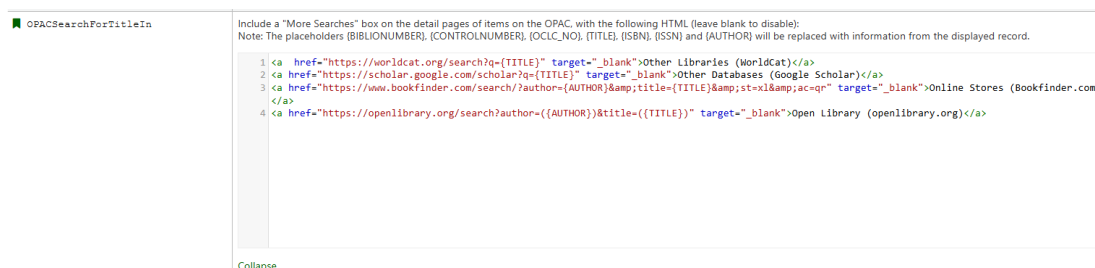 OPACSearchForTitleIn
Include a "More Searches" box on the detail pages of items on the OPAC, with the following HTML (leave blank to disable):
Note: The placeholders {BIBLIONUMBER}, {CONTROLNUMBER}, {OCLC_NO}, {TITLE}, {ISBN}, {ISSN} and {AUTHOR} will be replaced with information from the displayed record.
1 <a  href="https://worldcat.org/search?q={TITLE}" target="_blank">Other Libraries (WorldCat)</a>
2 <a href="https://scholar.google.com/scholar?q={TITLE}" target="_blank">Other Databases (Google Scholar)</a>
3 <a href="https://www.bookfinder.com/search/?author={AUTHOR}&amp;title={TITLE}&amp;st=xl&amp;ac=qr" target="_blank">Online Stores (Bookfinder.com
</a>
4 <a href="https://openlibrary.org/search?author=({AUTHOR})&title=({TITLE})" target="_blank">Open Library (openlibrary.org)</a>
Collapse